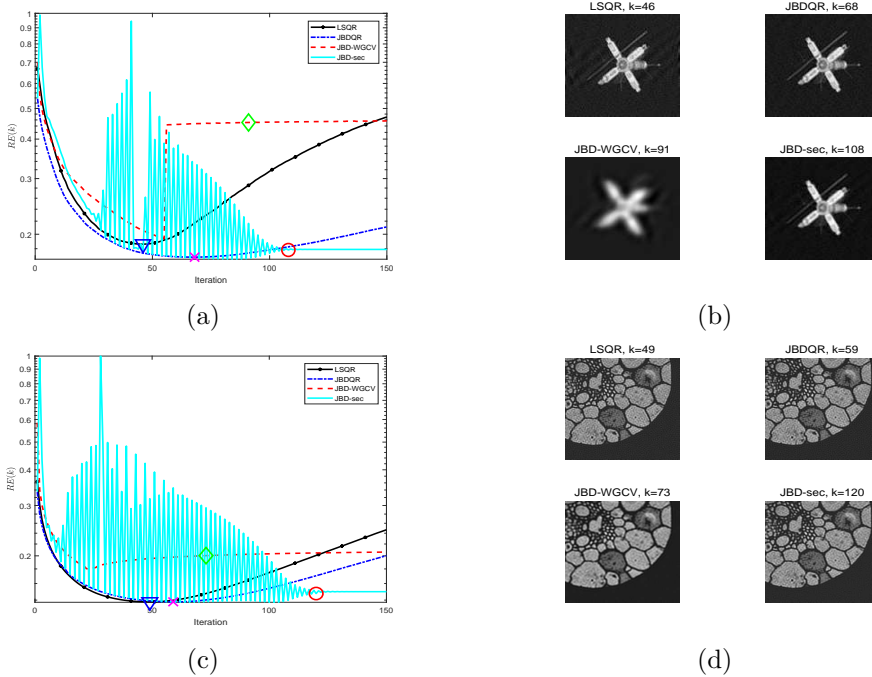 1
0.9
0.8
0.7
0.6
0.5
0.4
0.3
0.2
RE(k)
0
50
100
150
Iteration
LSQR
JBDQR
JBD-WGCV
JBD-sec
(a)
LSQR, k=46
JBDQR, k=68
JBD-WGCV, k=91
JBD-sec, k=108
(b)
1
0.9
0.8
0.7
0.6
0.5
0.4
0.3
0.2
RE(k)
0
50
100
150
Iteration
LSQR
JBDQR
JBD-WGCV
JBD-sec
(c)
LSQR, k=49
JBDQR, k=59
JBD-WGCV, k=73
JBD-sec, k=120
(d)